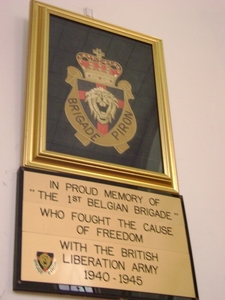 BRIGADE PIRON
IN PROUD MEMORY OF
"THE 1ST BELGIAN BRIGADE"
WHO FOUGHT THE CAUSE
OF FREEDOM
WITH THE BRITISH
LIBERATION ARMY
1940-1945